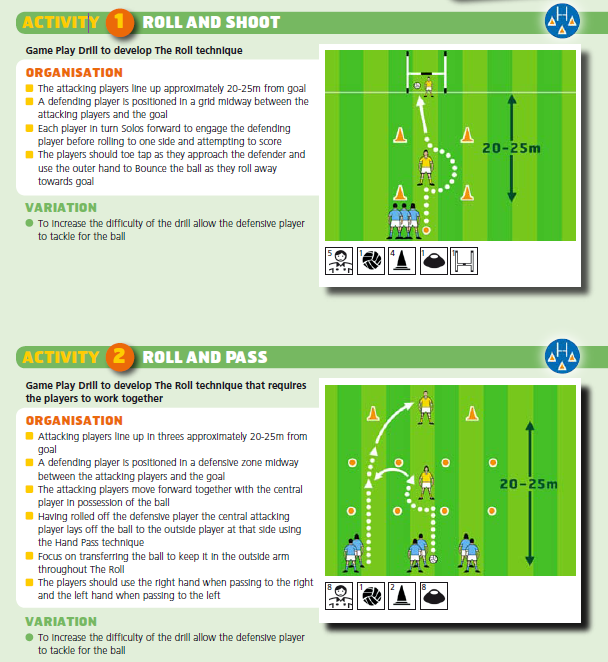 ACTIVITY 1 ROLL AND SHOOT
Game Play Drill to develop The Roll technique
ORGANISATION
The attacking players line up approximately 20-25m from goal
A defending player is positioned in a grid midway between the
attacking players and the goal
Each player in turn Solos forward to engage the defending
player before rolling to one side and attempting to score
The players should toe tap as they approach the defender and
use the outer hand to Bounce the ball as they roll away
towards goal
VARIATION
To increase the difficulty of the drill allow the defensive player
to tackle for the ball
20-25m
5 1 4 1 1
ACTIVITY 2 ROLL AND PASS
Game Play Drill to develop The Roll technique that requires
the players to work together
ORGANISATION
Attacking players line up in threes approximately 20-25m from
goal
A defending player is positioned in a defensive zone midway
between the attacking players and the goal
The attacking players move forward together with the central
player in possession of the ball
Having rolled off the defensive player the central attacking
player lays off the ball to the outside player at that side using
the Hand Pass technique
Focus on transferring the ball to keep it in the outside arm
throughout The Roll
The players should use the right hand when passing to the right
and the left hand when passing to the left
VARIATION
To increase the difficulty of the drill allow the defensive player
to tackle for the ball
20-25m
8 1 2 8